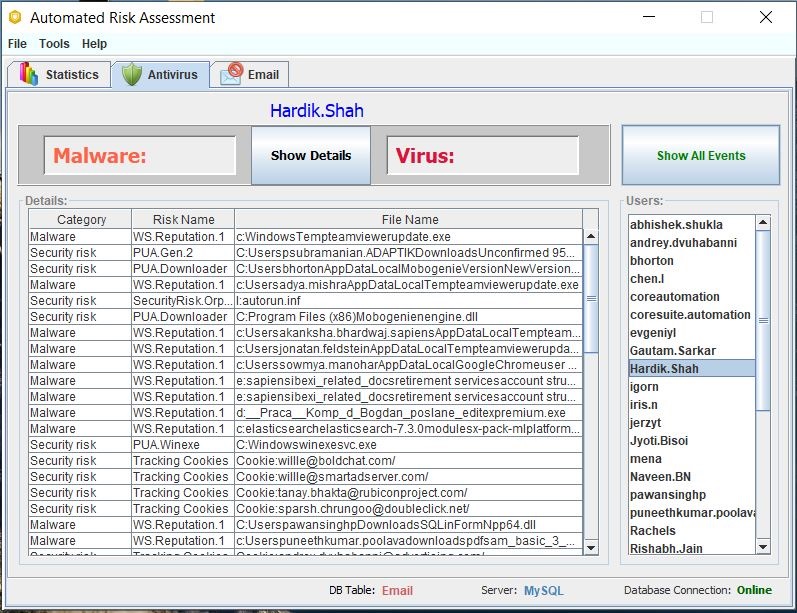 Automated Risk Assessment
File Tools Help
Statistics Antivirus Email
Hardik.Shah
Malware: Show Details Virus: Show All Events
Details: Users:
Category Risk Name File Name
Malware WS.Reputation.1 c:WindowsTempteamviewerupdate.exe
Security risk PUA.Gen.2 C:Userspsubramanian.ADAPTIKDownloadsUnconfirmed 95...
Security risk PUA.Downloader C:UsersbhortonAppDataLocalMobogenieVersionNewVersion...
Malware WS.Reputation.1 c:Usersadya.mishraAppDataLocalTempteamviewerupdate.exe
Security risk SecurityRisk.Orp... l:autorun.inf
Security risk PUA.Downloader C:Program Files (x86)Mobogenienengine.dll
Malware WS.Reputation.1 c:Usersakanksha.bhardwaj.sapiensAppDataLocalTempteam...
Malware WS.Reputation.1 c:Usersjonatan.feldsteinAppDataLocalTempteamviewerupda...
Malware WS.Reputation.1 c:Userssowmya.manoharAppDataLocalGoogleChromeuser ...
Malware WS.Reputation.1 e:sapiensibexi_related_docsretirement servicesaccount stru...
Malware WS.Reputation.1 e:sapiensibexi_related_docsretirement servicesaccount stru...
Malware WS.Reputation.1 d:__Praca__Komp_d_Bogdan_poslane_editexpremium.exe
Malware WS.Reputation.1 c:elasticsearchelasticsearch-7.3.0modulesx-pack-mlplatform...
Security risk PUA.Winexe C:Windowswinexesvc.exe
Security risk Tracking Cookies Cookie:willle@boldchat.com/
Security risk Tracking Cookies Cookie:willle@smartadserver.com/
Security risk Tracking Cookies Cookie:tanay.bhakta@rubiconproject.com/
Security risk Tracking Cookies Cookie:sparsh.chrungoo@doubleclick.net/
Malware WS.Reputation.1 C:UserspawansinghpDownloadsSQLinFormNpp64.dll
Malware WS.Reputation.1 c:Userspuneethkumar.poolavadownloadspdfsam_basic_3_...
Security risk Tracking Cookies Cookie:andrey.dvuhabanni@advertising.com/
abhishek.shukla
andrey.dvuhabanni
bhorton
chen.l
coreautomation
coresuite.automation
evgeniyl
Gautam.Sarkar
Hardik.Shah
igorn
iris.n
jerzyt
Jyoti.Bisoi
mena
Naveen.BN
pawansinghp
puneethkumar.poolava
Rachels
Rishabh.Jain
DB Table: Email Server: MySQL Database Connection: Online